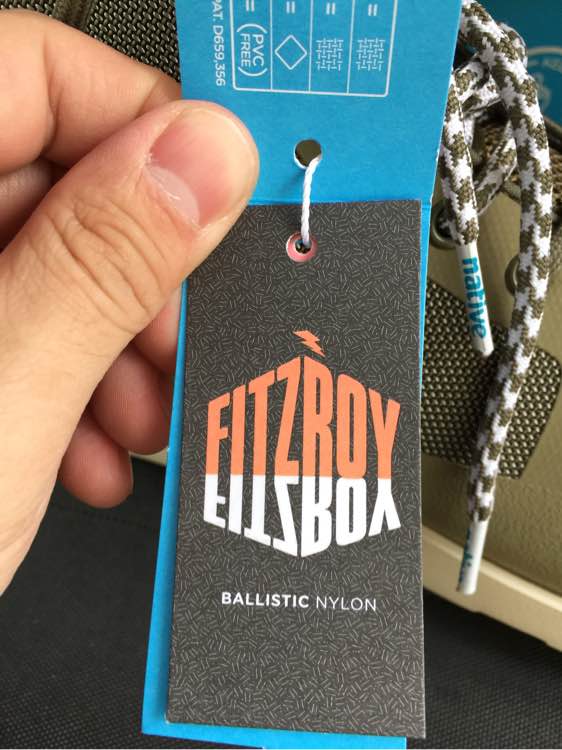 PAT. D659,356
= (PVC FREE)
=
=
=
native
FITZROY
FITZROY
BALLISTIC NYLON